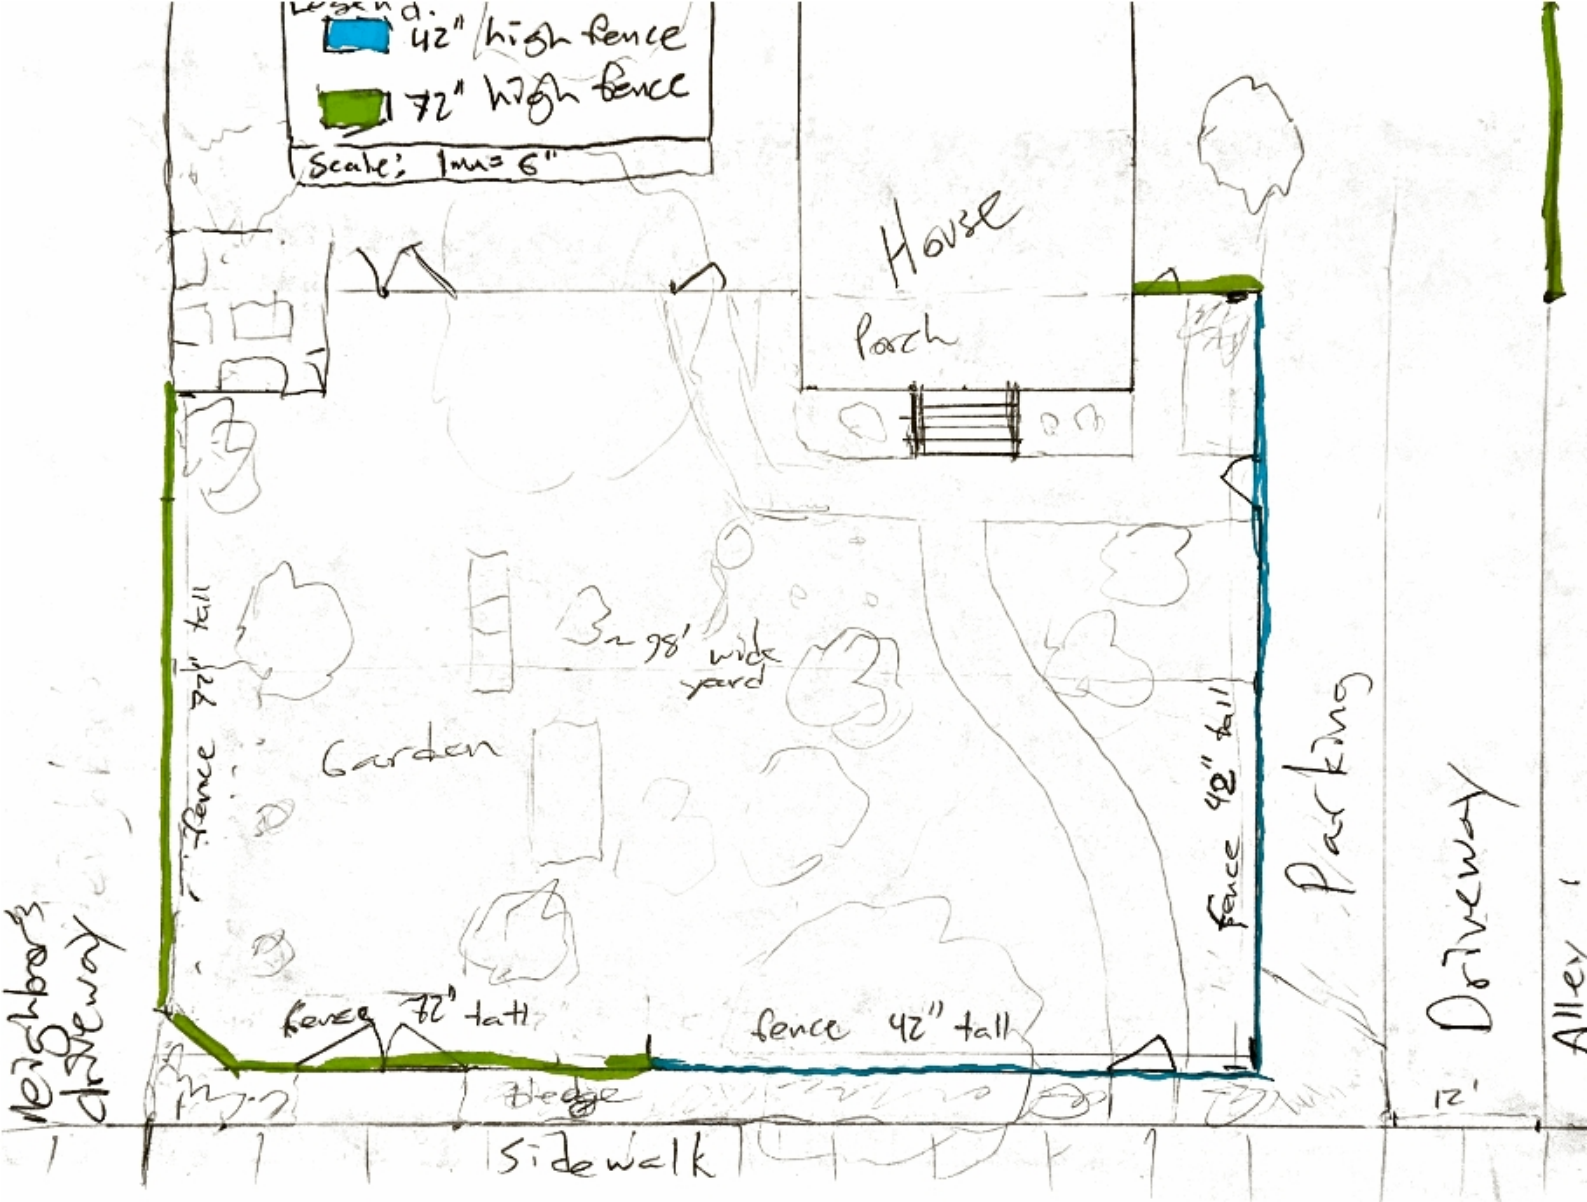 Legend:
42" high fence
72" high fence
Scale: 1mm= 6"
House
Porch
fence 72" tall
~98' wide
yard
Garden
fence 42" tall
Parking
Driveway
Alley
Neighbor's
driveway
fence 72" tall
fence 42" tall
Hedge
12'
Sidewalk